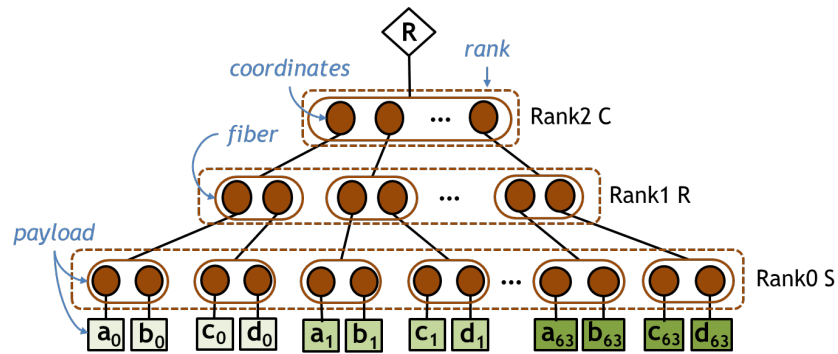 R
coordinates
rank
... Rank2 C
fiber
... Rank1 R
payload
... Rank0 S
a0 b0 c0 d0 a1 b1 c1 d1 a63 b63 c63 d63